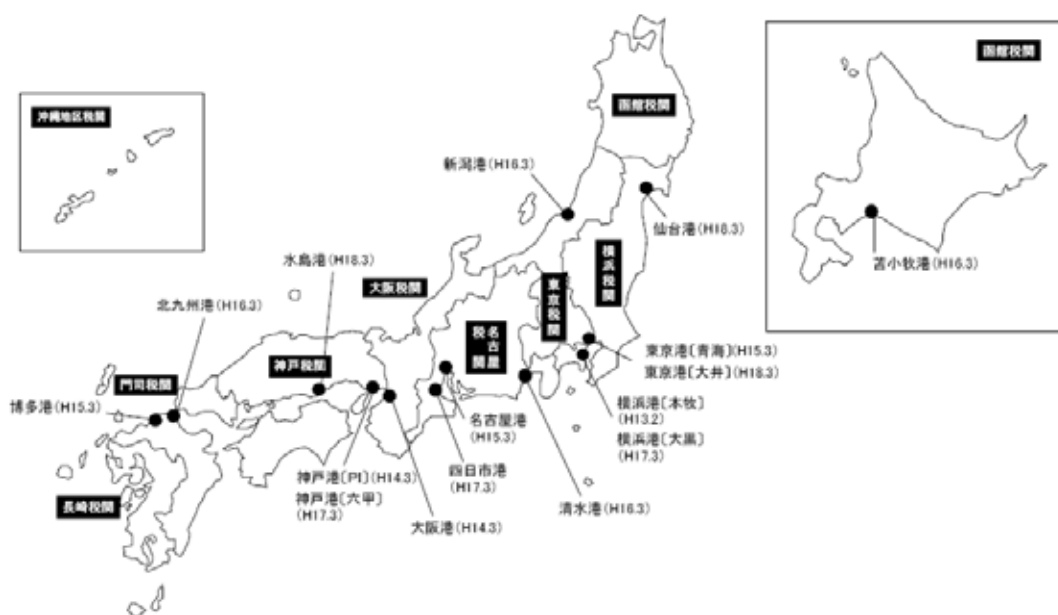 函館税関
函館税関
沖縄地区税関
新潟港(H16.3)
仙台港(H18.3)
苫小牧港(H16.3)
水島港(H18.3)
大阪税関
横浜税関
東京税関
北九州港(H16.3)
名古屋
税関
神戸税関
門司税関
博多港(H15.3)
東京港〔青海〕(H15.3)
東京港〔大井〕(H18.3)
横浜港〔本牧〕
(H13.2)
横浜港〔大黒〕
(H17.3)
名古屋港
(H15.3)
四日市港
(H17.3)
神戸港〔PI〕(H14.3)
神戸港〔六甲〕
(H17.3)
長崎税関
清水港(H16.3)
大阪港(H14.3)